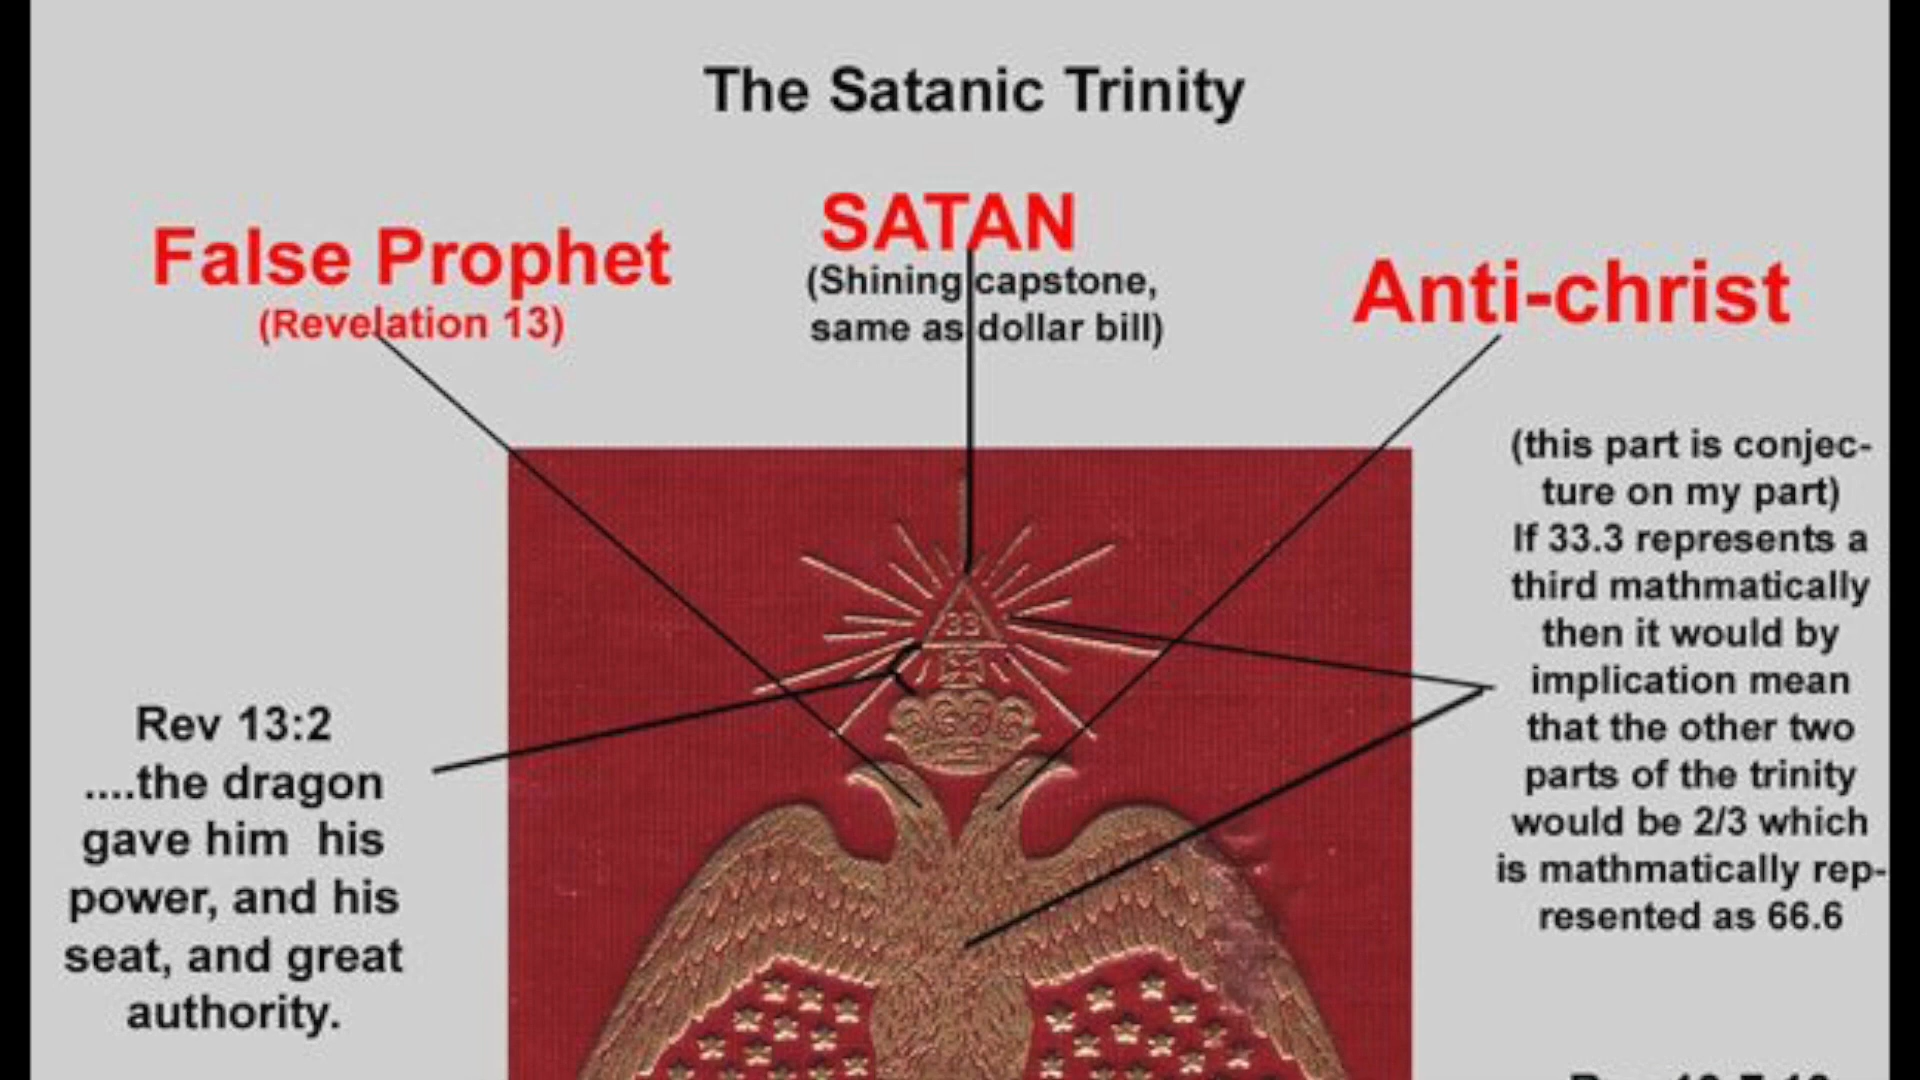 The Satanic Trinity
False Prophet
(Revelation 13)
SATAN
(Shining capstone,
same as dollar bill)
Anti-christ
(this part is conjec-
ture on my part)
If 33.3 represents a
third mathmatically
then it would by
implication mean
that the other two
parts of the trinity
would be 2/3 which
is mathmatically rep-
resented as 66.6
33
Rev 13:2
....the dragon
gave him his
power, and his
seat, and great
authority.